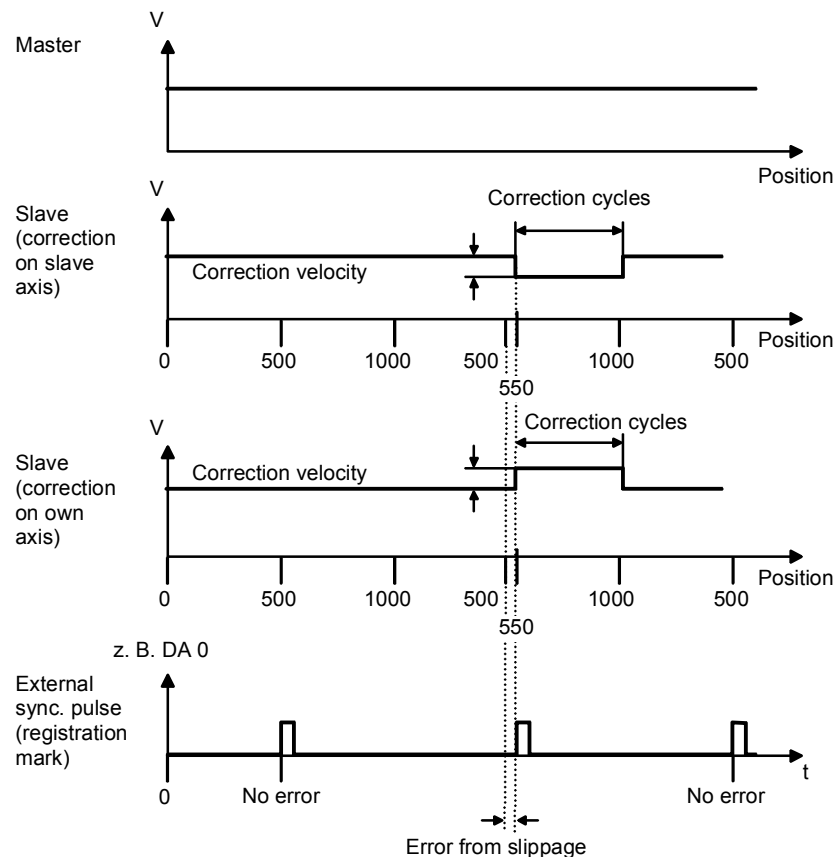 V
Master
Position
V
Slave
(correction
on slave
axis)
Correction cycles
Correction velocity
Position
0
500
1000
500
1000
500
550
V
Correction cycles
Slave
(correction
on own
axis)
Correction velocity
Position
0
500
1000
500
1000
500
550
z. B. DA 0
External
sync. pulse
(registration
mark)
t
0
No error
No error
Error from slippage